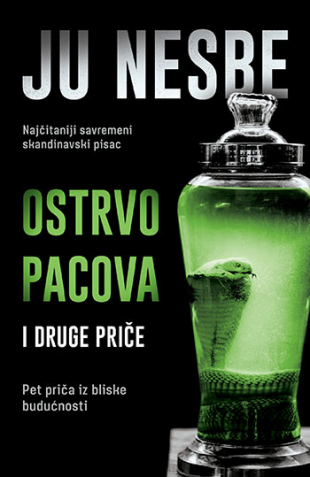 JU NESBE
Najčitaniji savremeni
skandinavski pisac
OSTRVO
PACOVA
I DRUGE PRIČE
Pet priča iz bliske
budućnosti